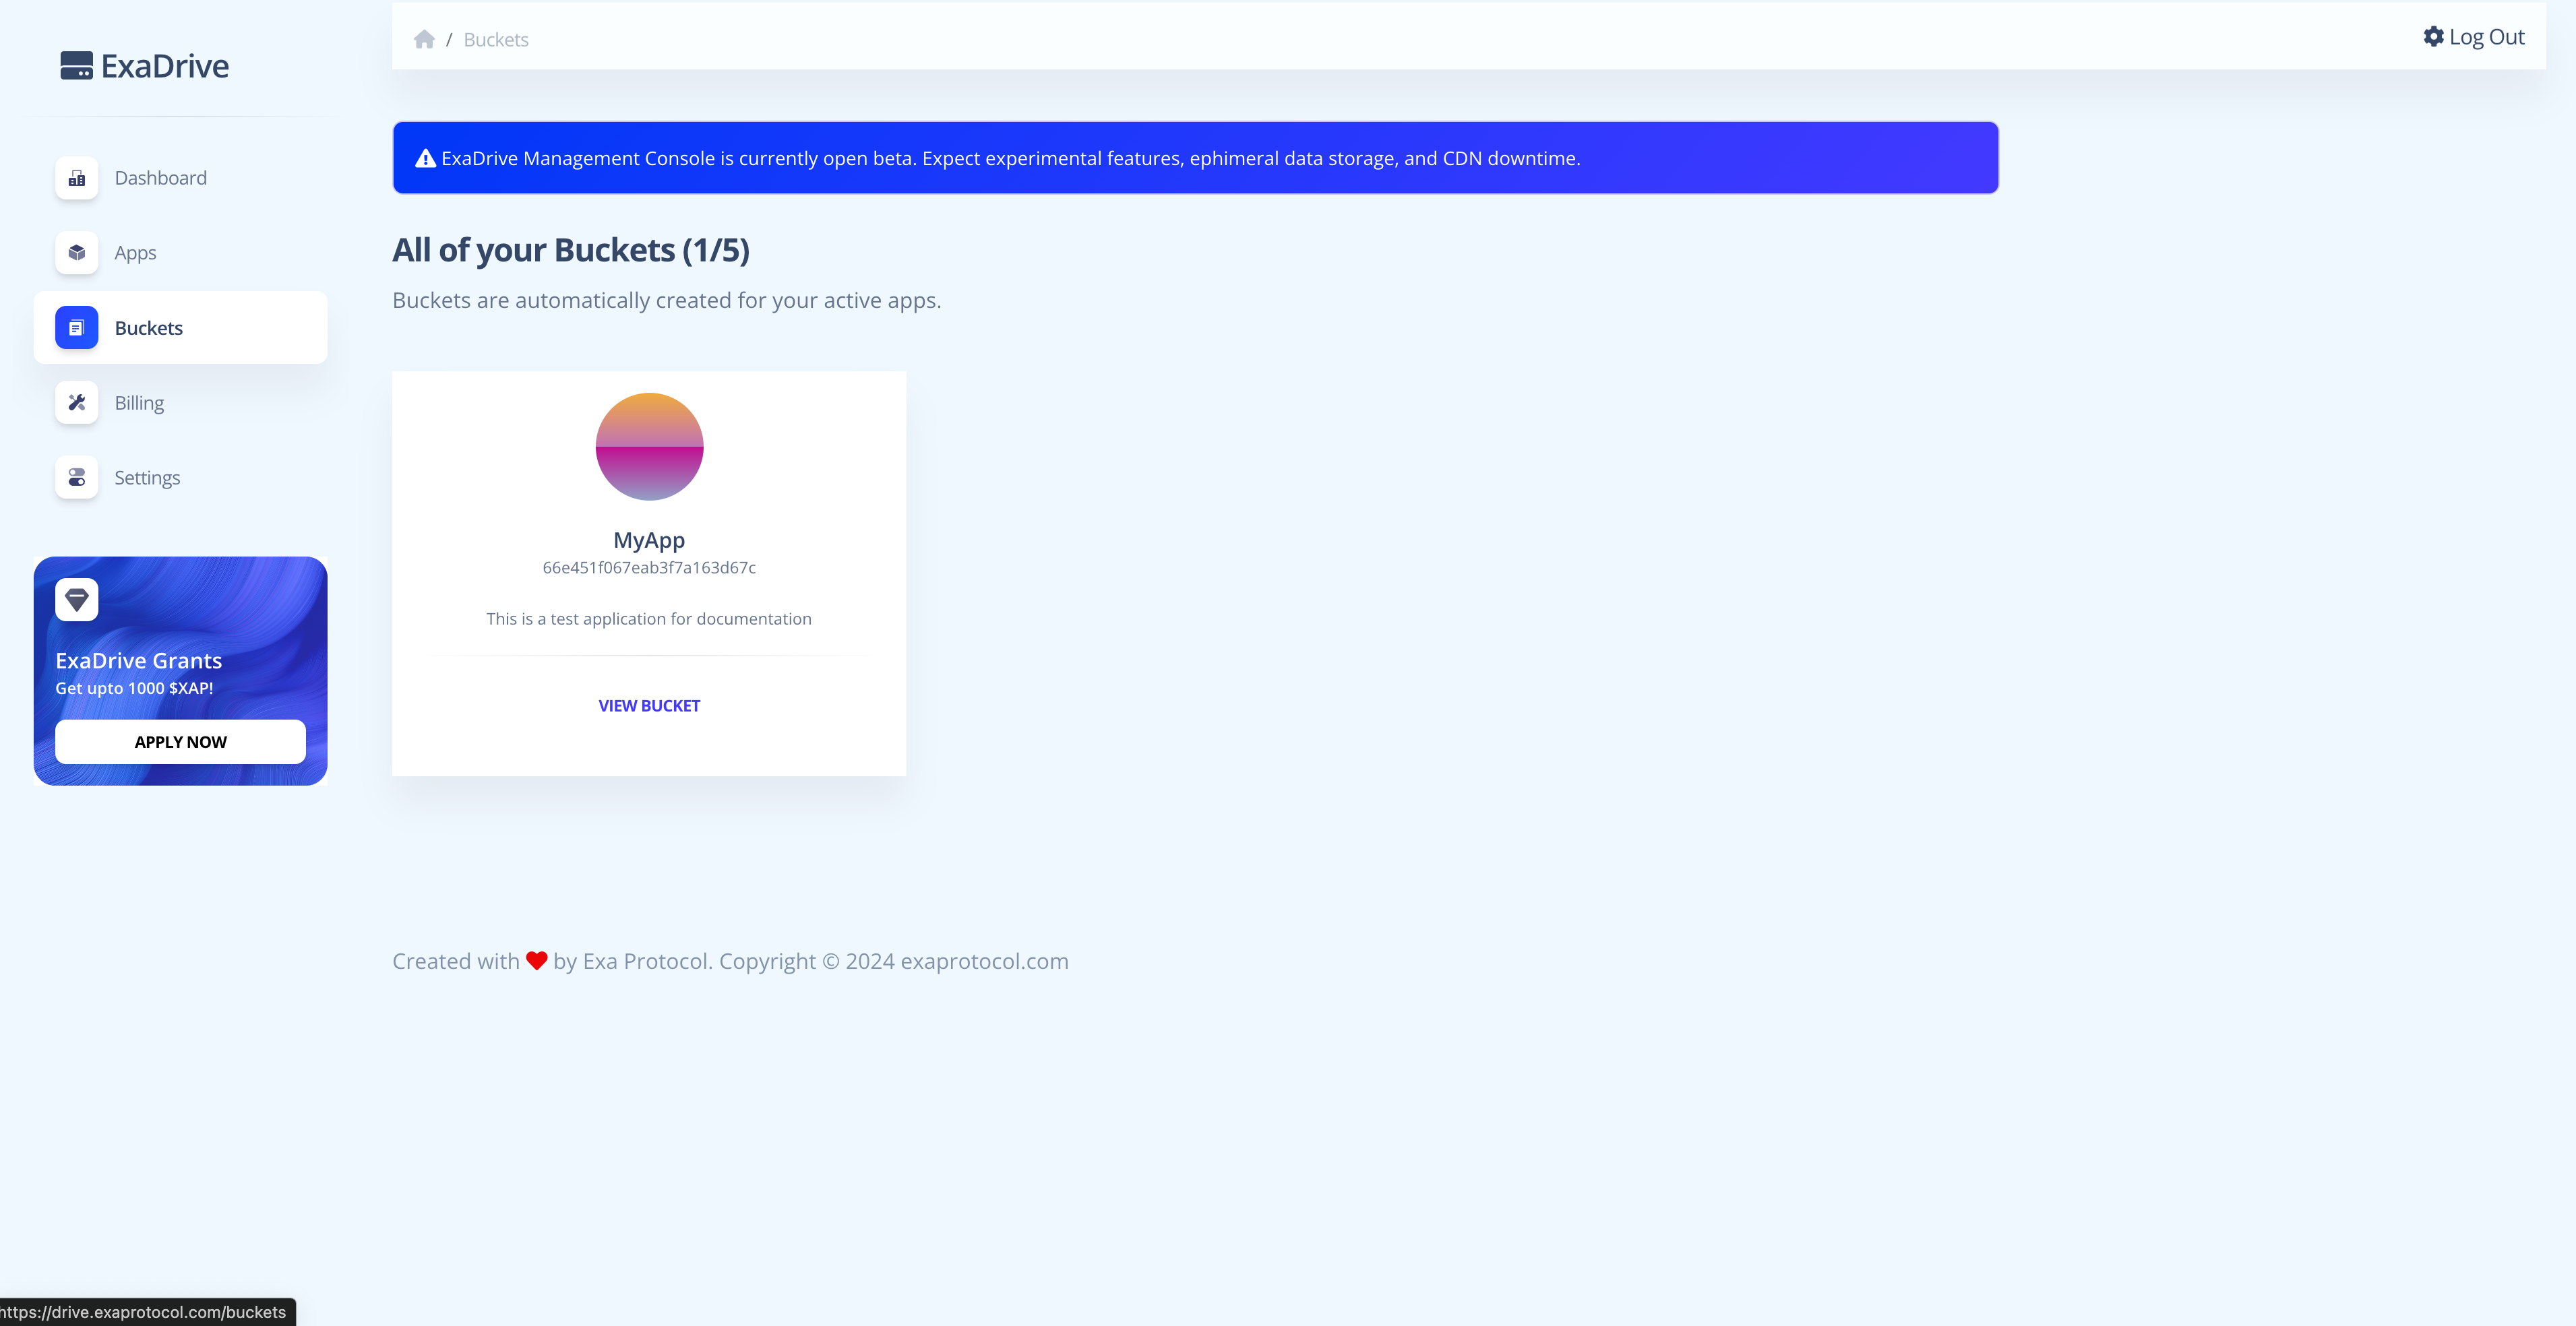 ExaDrive
Dashboard
Apps
Buckets
Billing
Settings
ExaDrive Grants
Get upto 1000 $XAP!
APPLY NOW
/ Buckets
Log Out
ExaDrive Management Console is currently open beta. Expect experimental features, ephimeral data storage, and CDN downtime.
All of your Buckets (1/5)
Buckets are automatically created for your active apps.
MyApp
66e451f067eab3f7a163d67c
This is a test application for documentation
VIEW BUCKET
Created with ❤ by Exa Protocol. Copyright © 2024 exaprotocol.com
https://drive.exaprotocol.com/buckets